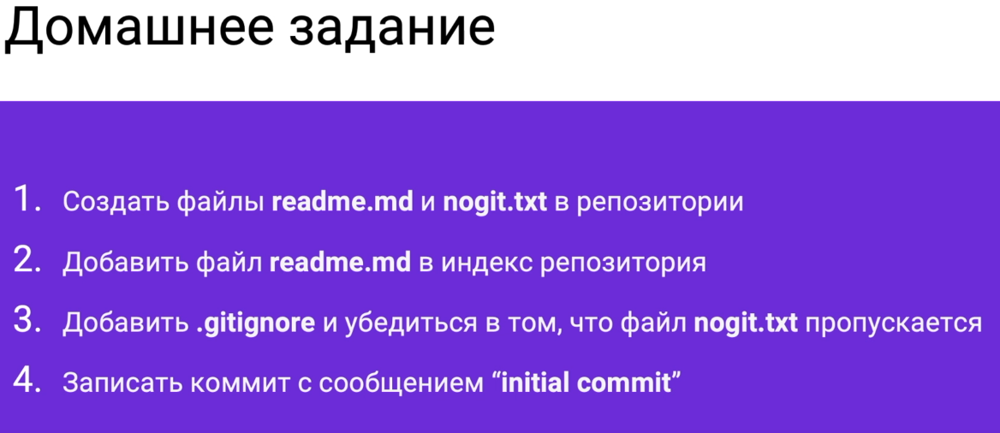 Домашнее задание
1. Создать файлы readme.md и nogit.txt в репозитории
2. Добавить файл readme.md в индекс репозитория
3. Добавить .gitignore и убедиться в том, что файл nogit.txt пропускается
4. Записать коммит с сообщением “initial commit”